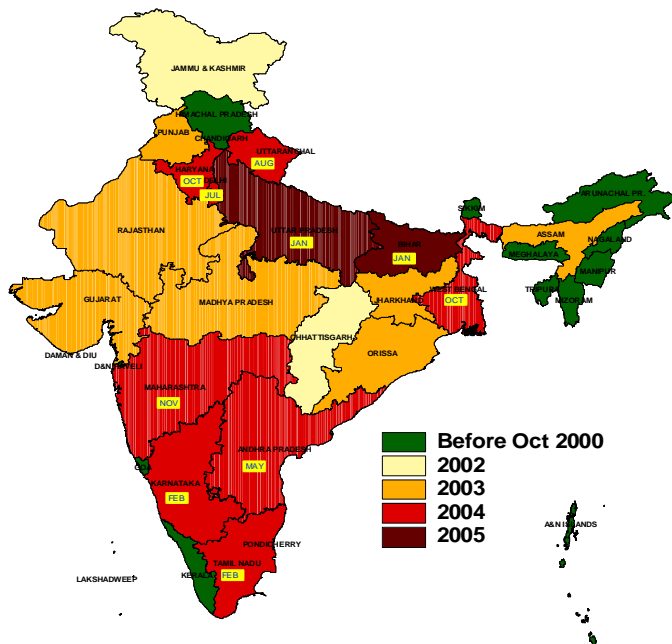 JAMMU & KASHMIR
HIMACHAL PRADESH
PUNJAB
CHANDIGARH
UTTARANCHAL
AUG
HARYANA
OCT
DELHI
JUL
ARUNACHAL PR.
SIKKIM
RAJASTHAN
UTTAR PRADESH
JAN
BIHAR
JAN
ASSAM
NAGALAND
MEGHALAYA
MANIPUR
TRIPURA
MIZORAM
GUJARAT
MADHYA PRADESH
JHARKHAND
WEST BENGAL
OCT
CHHATTISGARH
ORISSA
DAMAN & DIU
MAHARASHTRA
NOV
ANDHRA PRADESH
MAY
GOA
KARNATAKA
FEB
PONDICHERRY
TAMIL NADU
FEB
KERALA
LAKSHADWEEP
A&N ISLANDS
Before Oct 2000
2002
2003
2004
2005